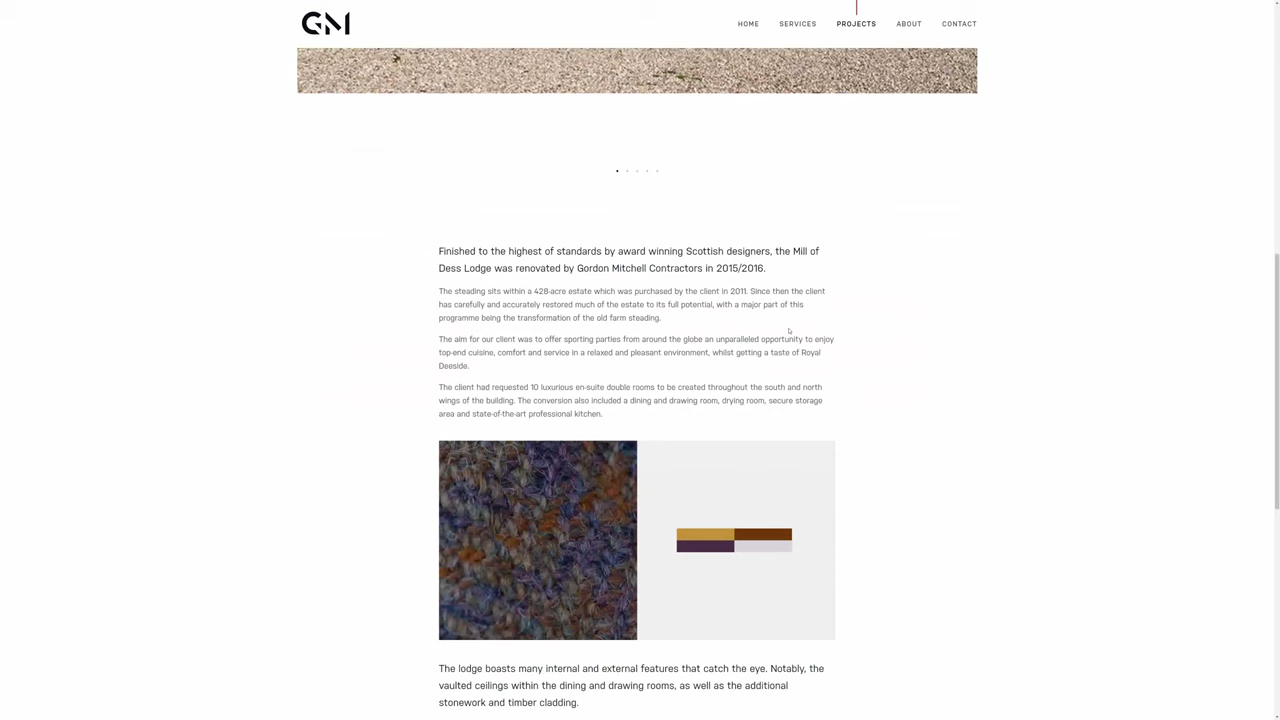 GM
HOME SERVICES PROJECTS ABOUT CONTACT
Finished to the highest of standards by award winning Scottish designers, the Mill of
Dess Lodge was renovated by Gordon Mitchell Contractors in 2015/2016.
The steading sits within a 428-acre estate which was purchased by the client in 2011. Since then the client
has carefully and accurately restored much of the estate to its full potential, with a major part of this
programme being the transformation of the old farm steading.
The aim for our client was to offer sporting parties from around the globe an unparalleled opportunity to enjoy
top-end cuisine, comfort and service in a relaxed and pleasant environment, whilst getting a taste of Royal
Deeside.
The client had requested 10 luxurious en-suite double rooms to be created throughout the south and north
wings of the building. The conversion also included a dining and drawing room, drying room, secure storage
area and state-of-the-art professional kitchen.
The lodge boasts many internal and external features that catch the eye. Notably, the
vaulted ceilings within the dining and drawing rooms, as well as the additional
stonework and timber cladding.